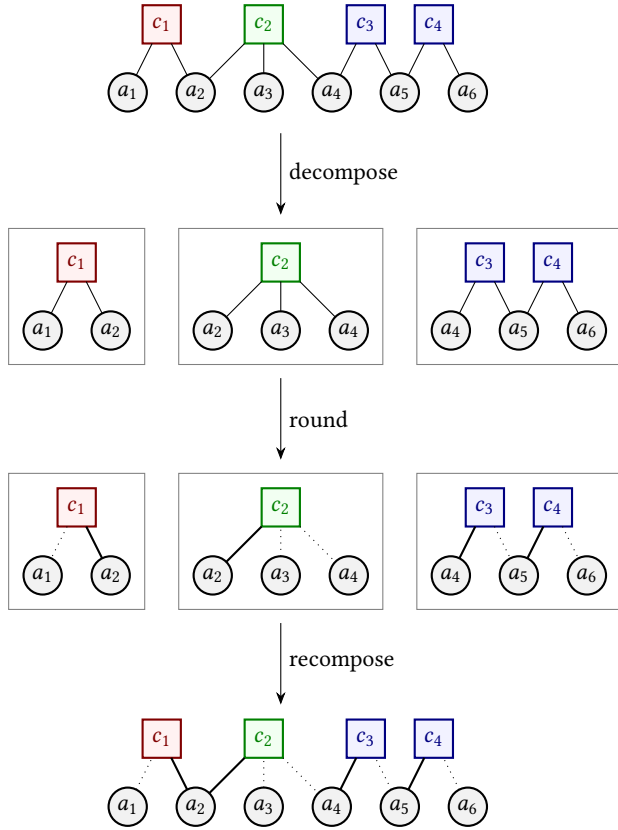 c₁ c₂ c₃ c₄
a₁ a₂ a₃ a₄ a₅ a₆
decompose
c₁ c₂ c₃ c₄
a₁ a₂ a₂ a₃ a₄ a₄ a₅ a₆
round
c₁ c₂ c₃ c₄
a₁ a₂ a₂ a₃ a₄ a₄ a₅ a₆
recompose
c₁ c₂ c₃ c₄
a₁ a₂ a₃ a₄ a₅ a₆